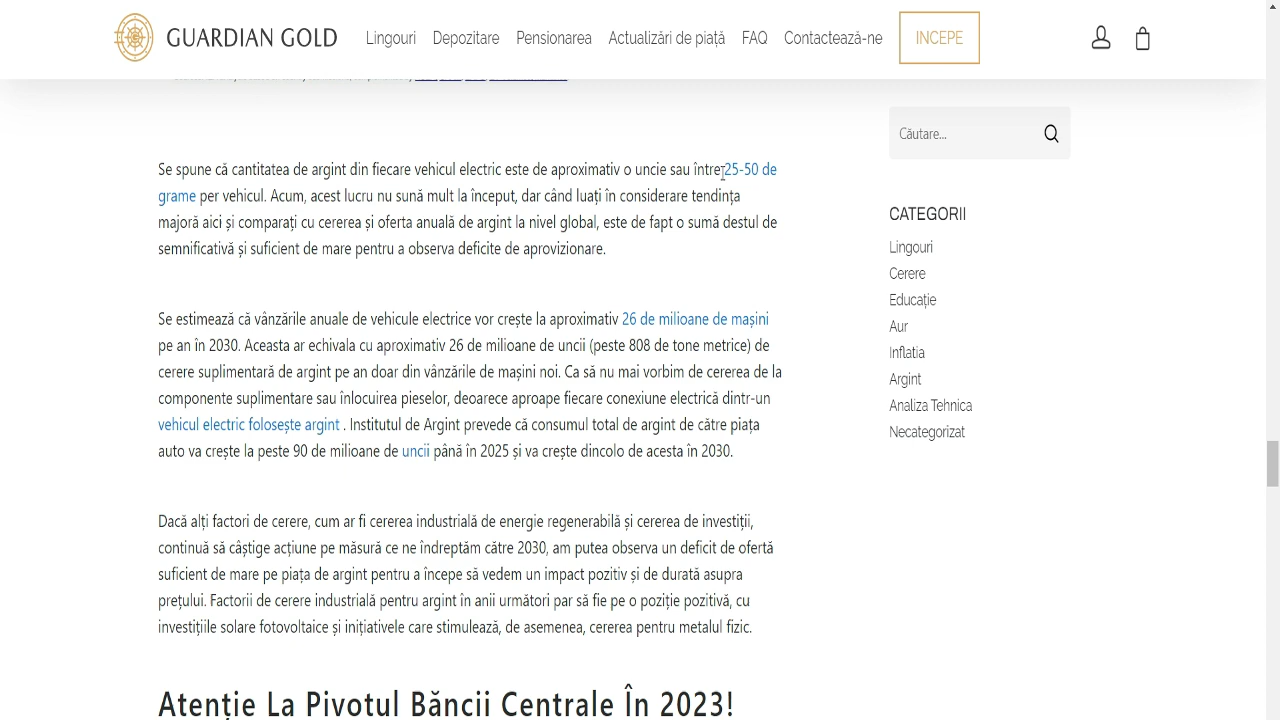 GUARDIAN GOLD
Lingouri Depozitare Pensionarea Actualizări de piață FAQ Contactează-ne INCEPE
Căutare...
Se spune că cantitatea de argint din fiecare vehicul electric este de aproximativ o uncie sau între 25-50 de
grame per vehicul. Acum, acest lucru nu sună mult la început, dar când luați în considerare tendința
majoră aici și comparați cu cererea și oferta anuală de argint la nivel global, este de fapt o sumă destul de
semnificativă și suficient de mare pentru a observa deficite de aprovizionare.
Se estimează că vânzările anuale de vehicule electrice vor crește la aproximativ 26 de milioane de mașini
pe an în 2030. Aceasta ar echivala cu aproximativ 26 de milioane de uncii (peste 808 de tone metrice) de
cerere suplimentară de argint pe an doar din vânzările de mașini noi. Ca să nu mai vorbim de cererea de la
componente suplimentare sau înlocuirea pieselor, deoarece aproape fiecare conexiune electrică dintr-un
vehicul electric folosește argint . Institutul de Argint prevede că consumul total de argint de către piața
auto va crește la peste 90 de milioane de uncii până în 2025 și va crește dincolo de acesta în 2030.
Dacă alți factori de cerere, cum ar fi cererea industrială de energie regenerabilă și cererea de investiții,
continuă să câștige acțiune pe măsură ce ne îndreptăm către 2030, am putea observa un deficit de ofertă
suficient de mare pe piața de argint pentru a începe să vedem un impact pozitiv și de durată asupra
prețului. Factorii de cerere industrială pentru argint în anii următori par să fie pe o poziție pozitivă, cu
investițiile solare fotovoltaice și inițiativele care stimulează, de asemenea, cererea pentru metalul fizic.
Atenție La Pivotul Băncii Centrale În 2023!
CATEGORII
Lingouri
Cerere
Educație
Aur
Inflatia
Argint
Analiza Tehnica
Necategorizat